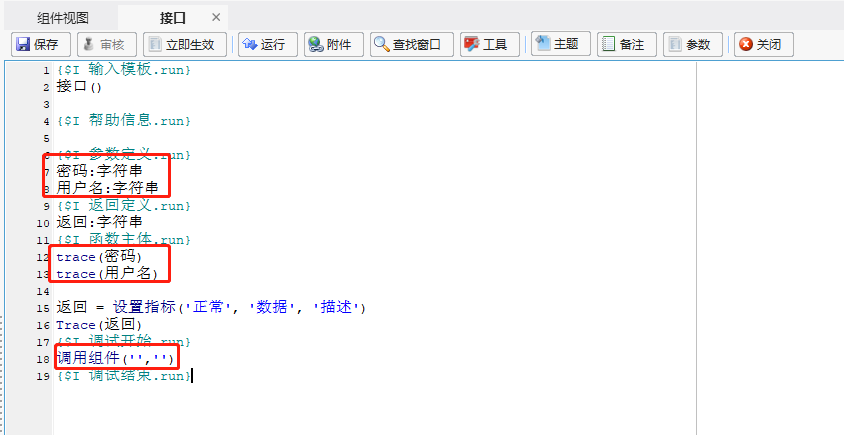 组件视图 接口 ×
保存 审核 立即生效 运行 附件 查找窗口 工具 主题 备注 参数 关闭
1 {$I 输入模板.run}
2 接口()
3
4 {$I 帮助信息.run}
5
6 {$I 参数定义.run}
7 密码:字符串
8 用户名:字符串
9 {$I 返回定义.run}
10 返回:字符串
11 {$I 函数主体.run}
12 trace(密码)
13 trace(用户名)
14
15 返回 = 设置指标('正常', '数据', '描述')
16 Trace(返回)
17 {$I 调试开始.run}
18 调用组件('','')
19 {$I 调试结束.run}